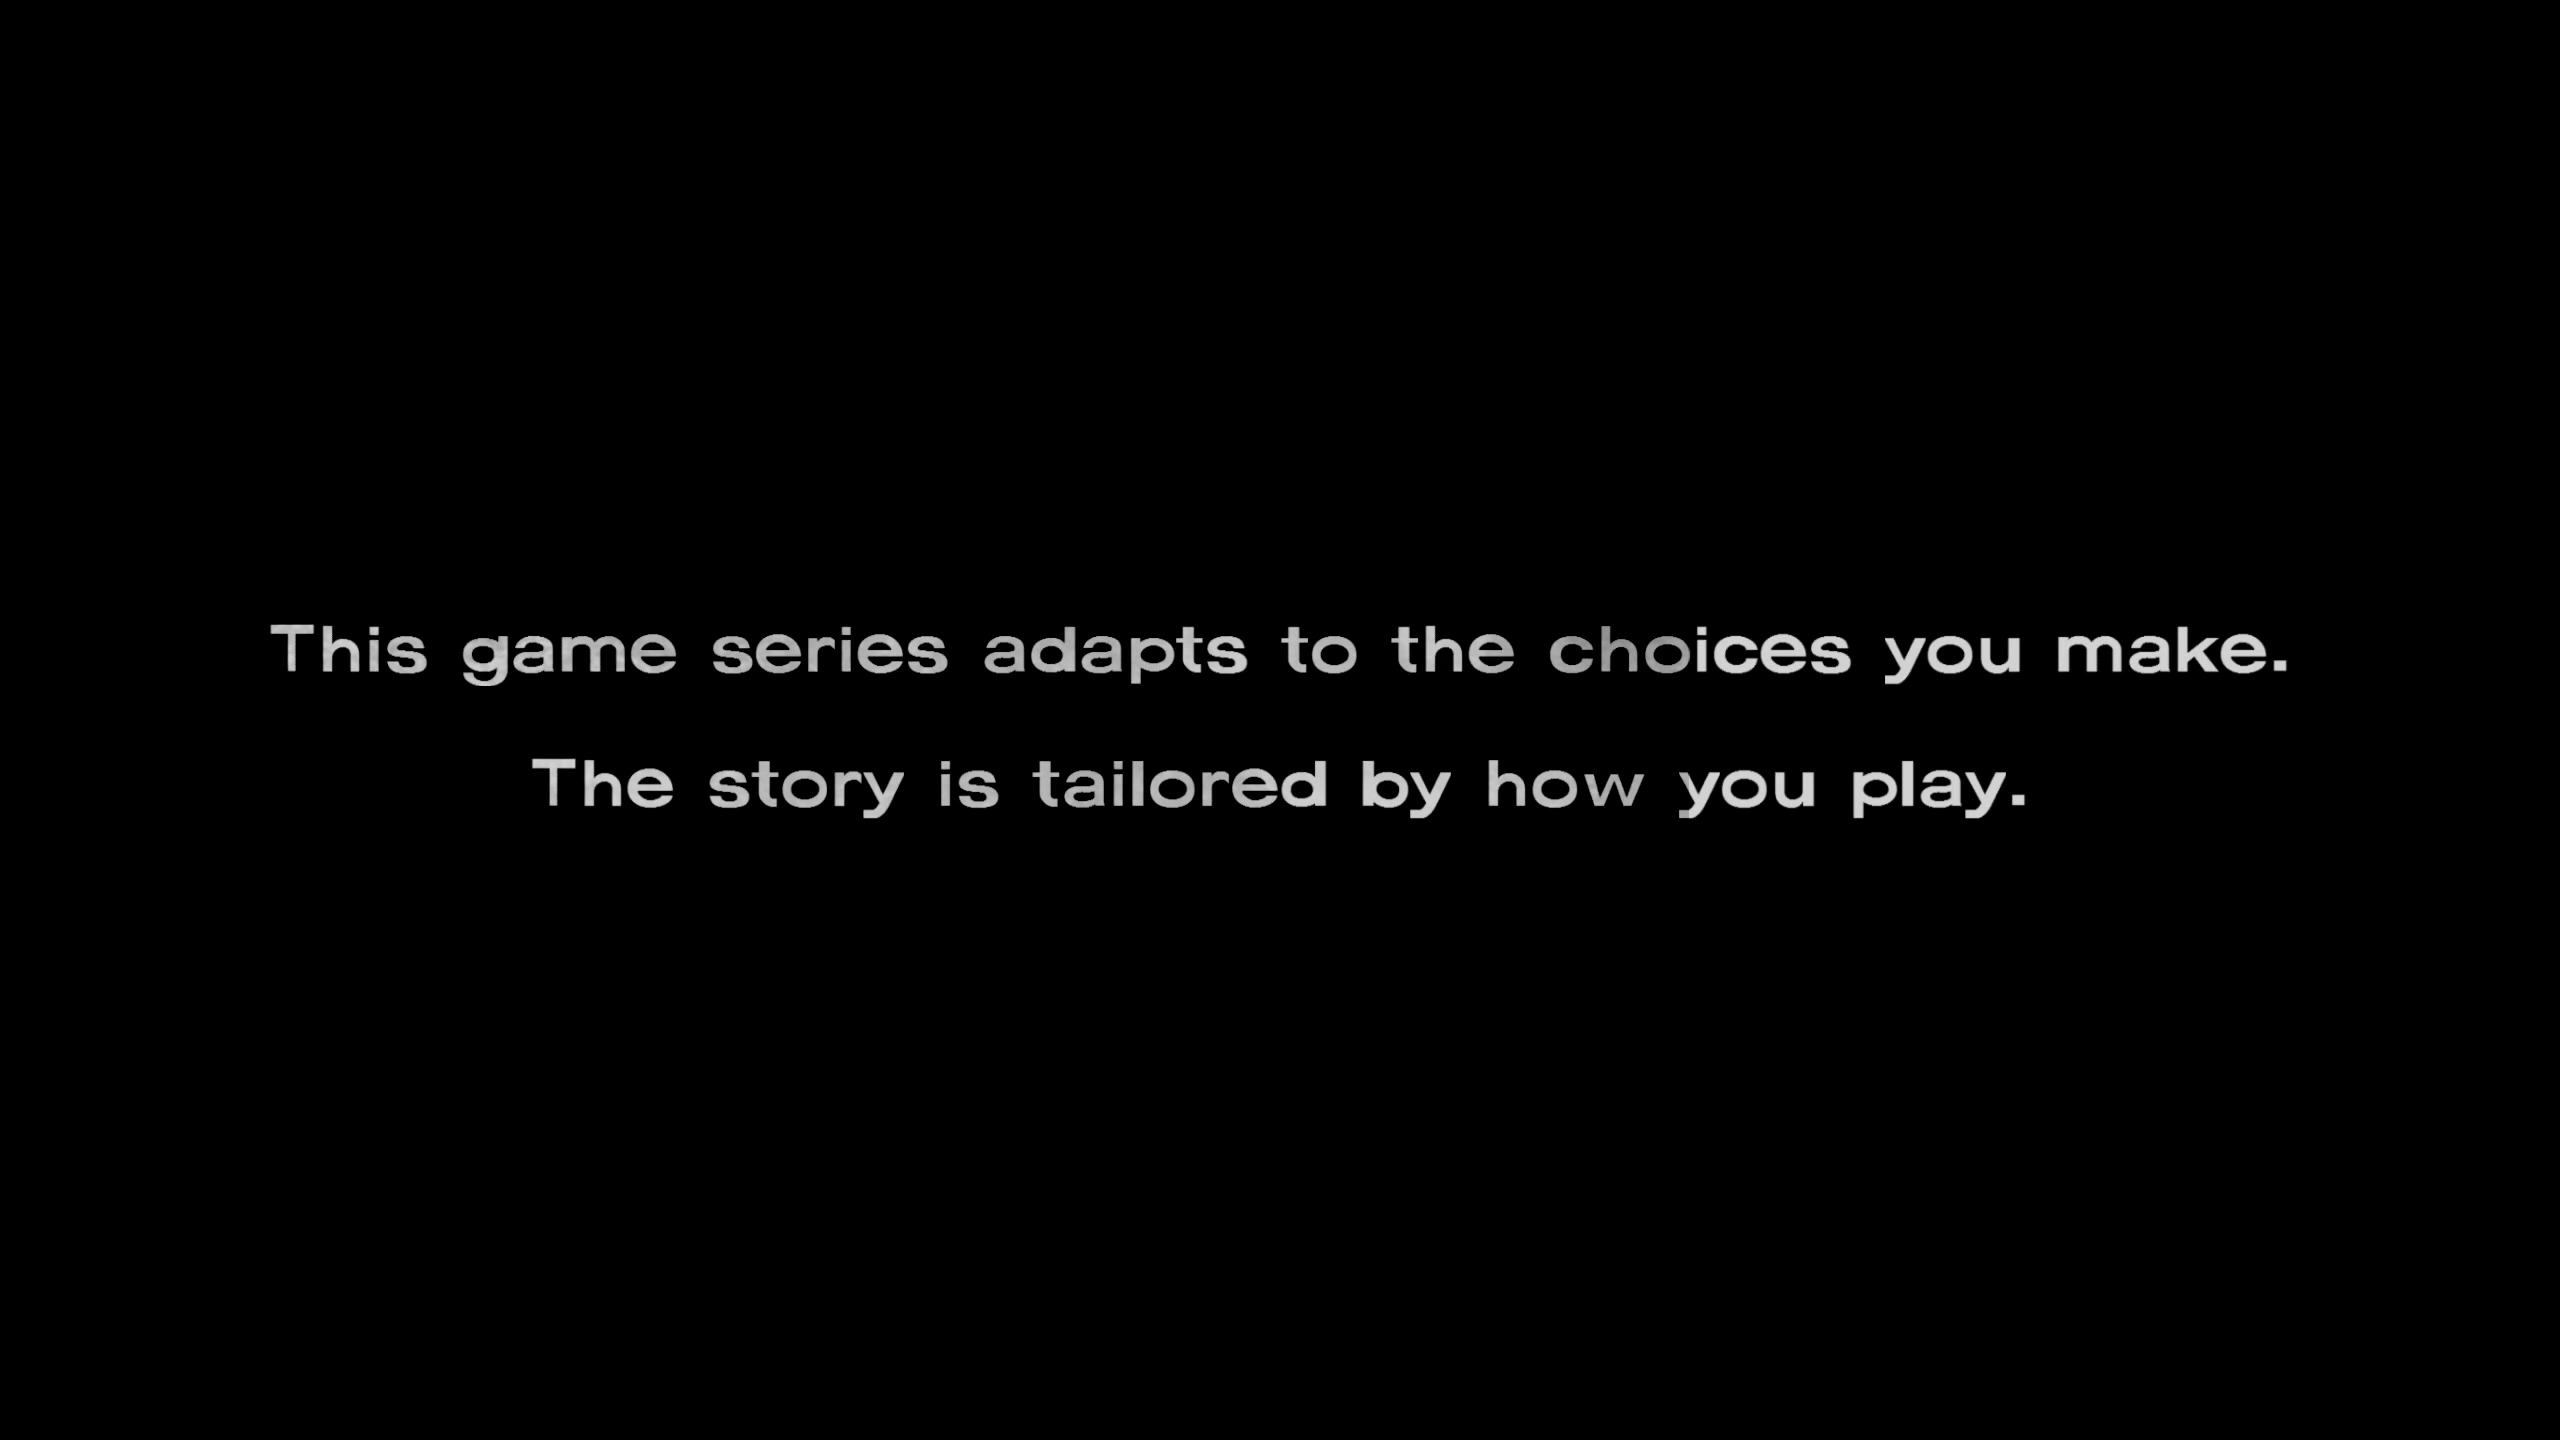 This game series adapts to the choices you make.
The story is tailored by how you play.